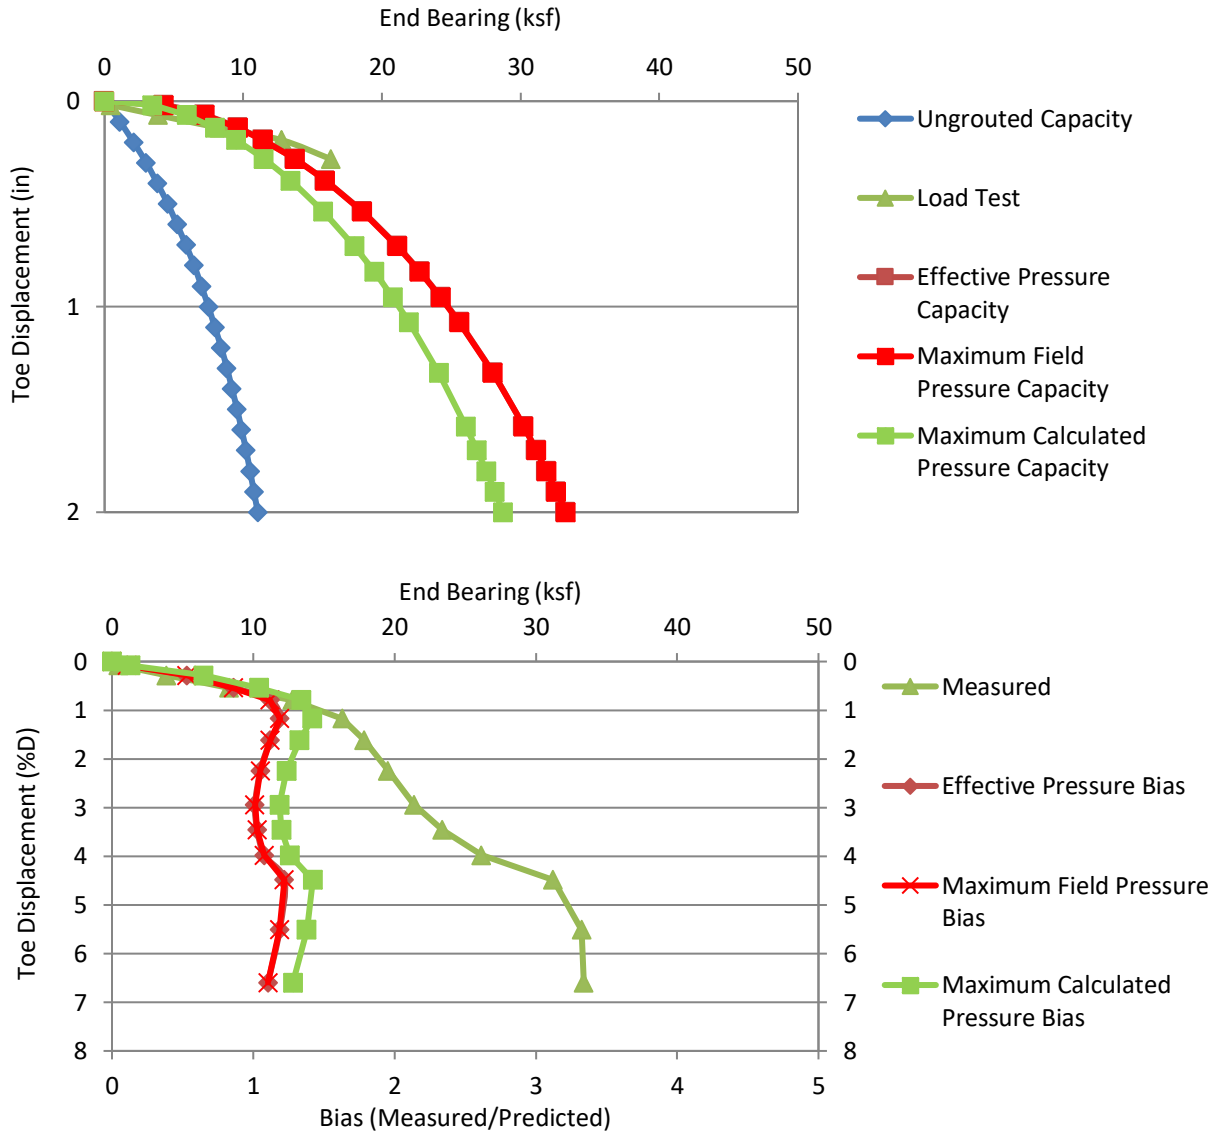 End Bearing (ksf)
0 10 20 30 40 50
0
1
2
Toe Displacement (in)
Ungrouted Capacity
Load Test
Effective Pressure
Capacity
Maximum Field
Pressure Capacity
Maximum Calculated
Pressure Capacity
End Bearing (ksf)
0 10 20 30 40 50
0 0
1 1
2 2
3 3
4 4
5 5
6 6
7 7
8 8
Toe Displacement (%D)
0 1 2 3 4 5
Bias (Measured/Predicted)
Measured
Effective Pressure Bias
Maximum Field Pressure
Bias
Maximum Calculated
Pressure Bias